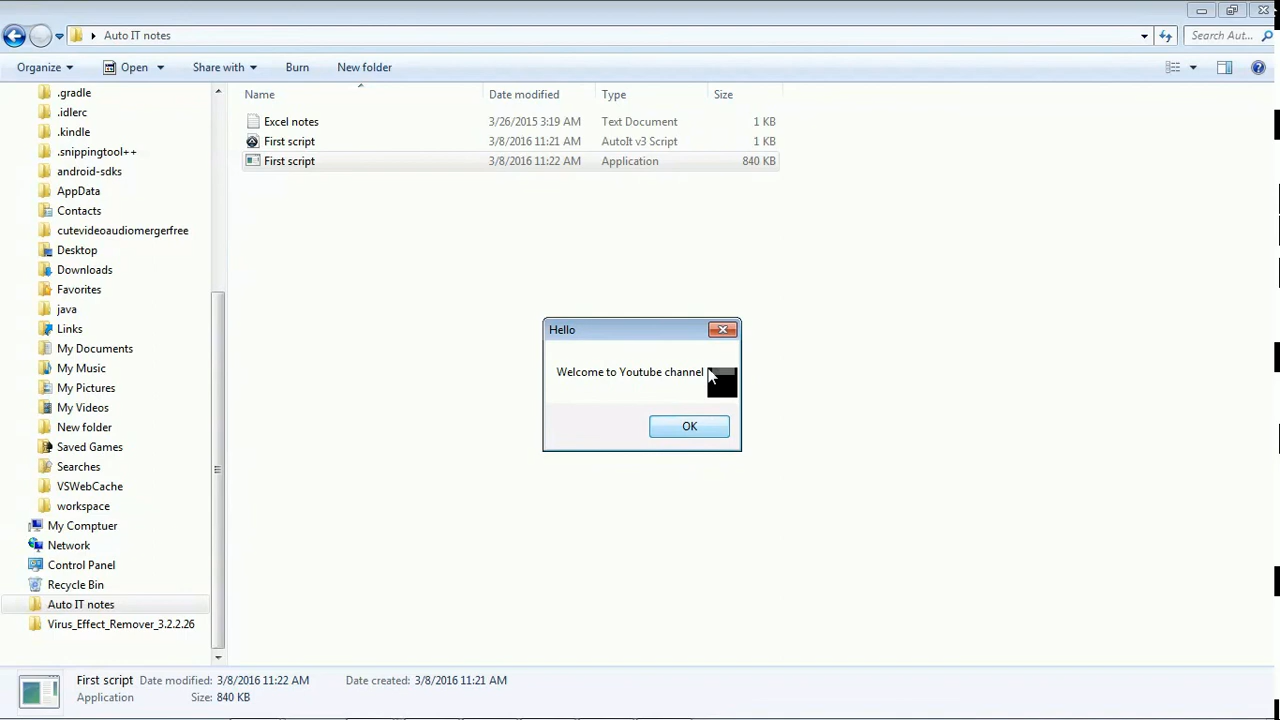 Auto IT notes
Search Aut...
Organize Open Share with Burn New folder
Name Date modified Type Size
Excel notes 3/26/2015 3:19 AM Text Document 1 KB
First script 3/8/2016 11:21 AM AutoIt v3 Script 1 KB
First script 3/8/2016 11:22 AM Application 840 KB
.gradle
.idlerc
.kindle
.snippingtool++
android-sdks
AppData
Contacts
cutevideoaudiomergerfree
Desktop
Downloads
Favorites
java
Links
My Documents
My Music
My Pictures
My Videos
New folder
Saved Games
Searches
VSWebCache
workspace
My Comptuer
Network
Control Panel
Recycle Bin
Auto IT notes
Virus_Effect_Remover_3.2.2.26
Hello
Welcome to Youtube channel
OK
First script Date modified: 3/8/2016 11:22 AM Date created: 3/8/2016 11:21 AM
Application Size: 840 KB